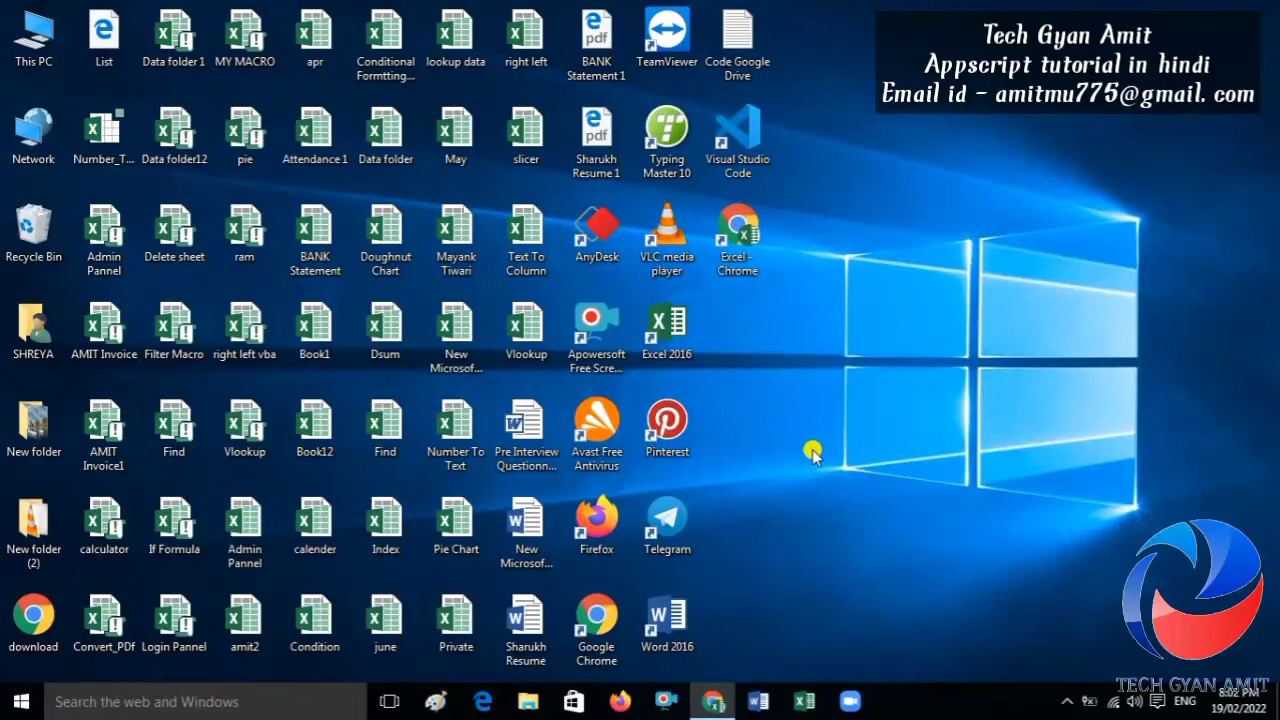 Tech Gyan Amit
Appscript tutorial in hindi
Email id - amitmu775@gmail. com
This PC
List
Data folder 1
MY MACRO
apr
Conditional
Formtting...
lookup data
right left
BANK
Statement 1
TeamViewer
Code Google
Drive
Network
Number_T...
Data folder12
pie
Attendance 1
Data folder
May
slicer
pdf
Sharukh
Resume 1
Typing
Master 10
Visual Studio
Code
Recycle Bin
Admin
Pannel
Delete sheet
ram
BANK
Statement
Doughnut
Chart
Mayank
Tiwari
Text To
Column
AnyDesk
VLC media
player
Excel -
Chrome
SHREYA
AMIT Invoice
Filter Macro
right left vba
Book1
Dsum
New
Microsof...
Vlookup
Apowersoft
Free Scre...
Excel 2016
New folder
AMIT
Invoice1
Find
Vlookup
Book12
Find
Number To
Text
Pre Interview
Questionn...
Avast Free
Antivirus
Pinterest
New folder
(2)
calculator
If Formula
Admin
Pannel
calender
Index
Pie Chart
New
Microsof...
Firefox
Telegram
download
Convert_PDf
Login Pannel
amit2
Condition
june
Private
Sharukh
Resume
Google
Chrome
Word 2016
TECH GYAN AMIT
Search the web and Windows
ENG
8:02 PM
19/02/2022